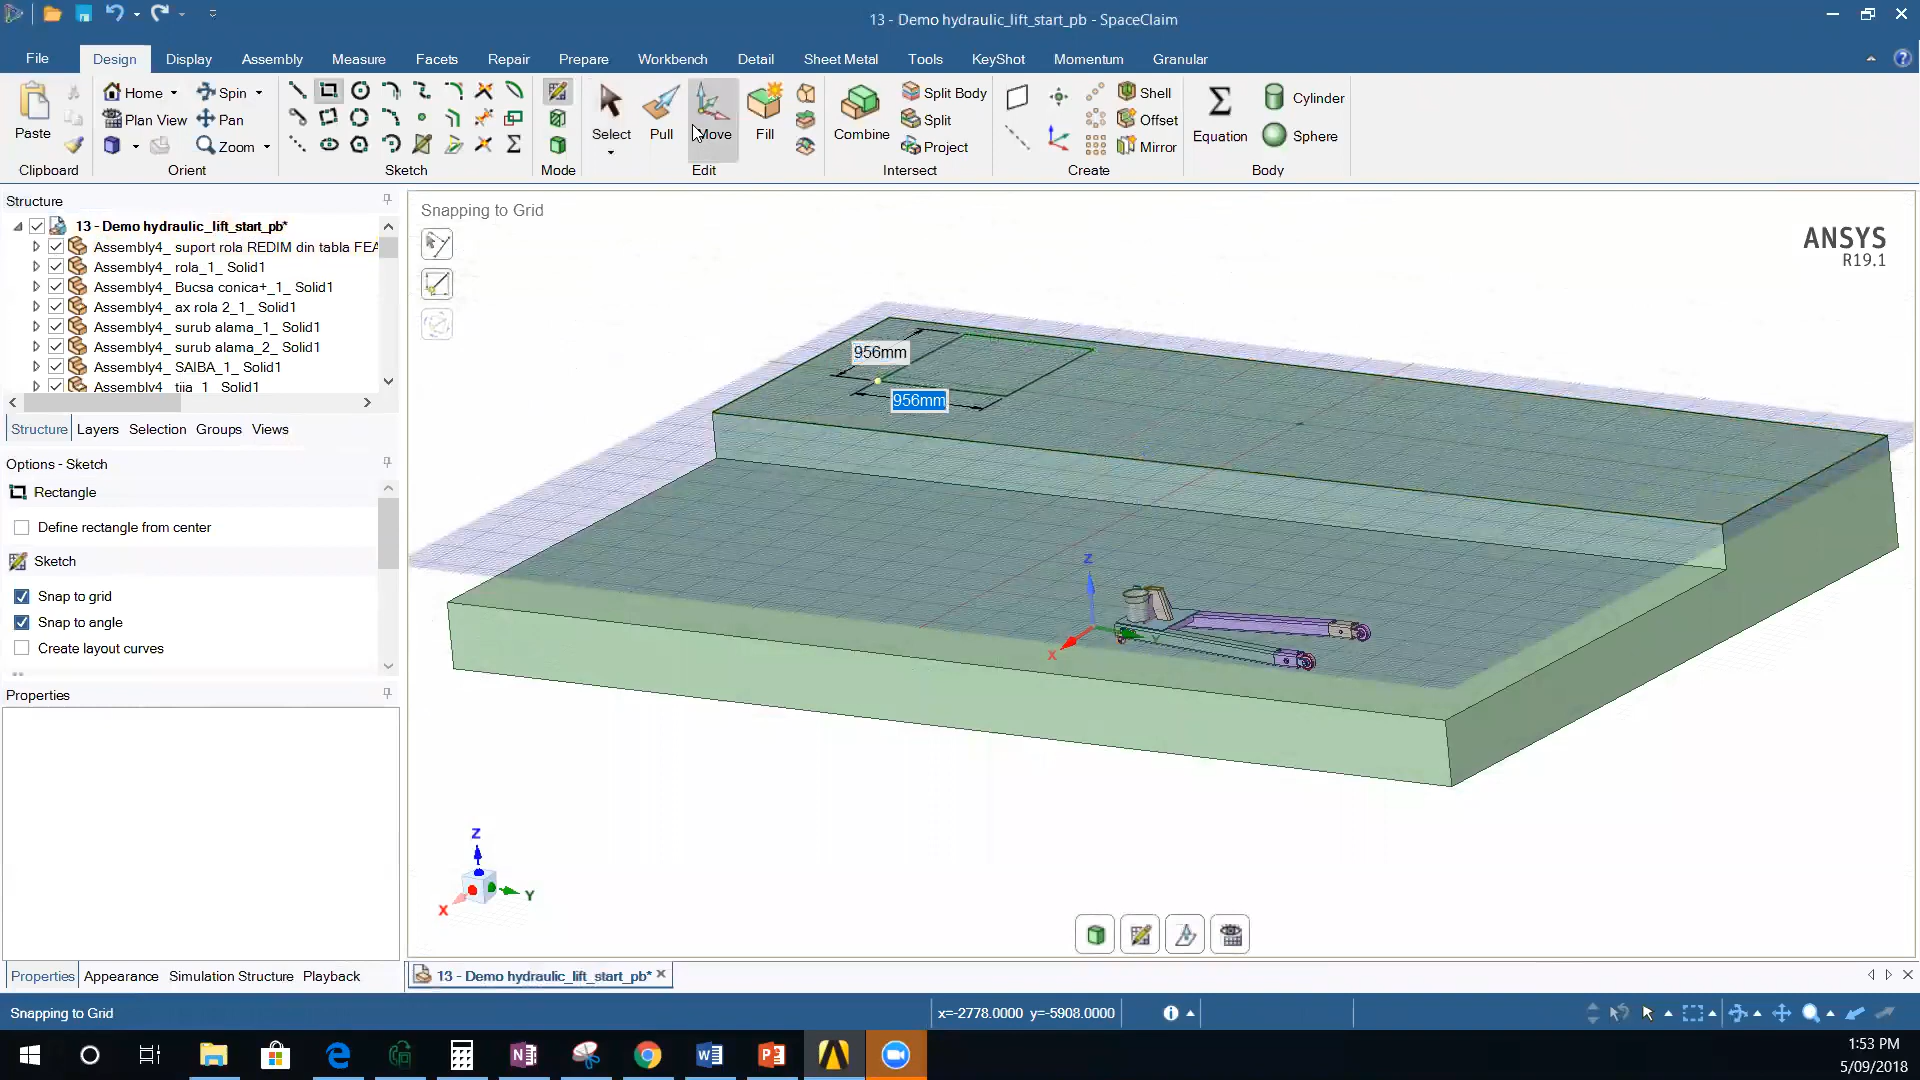 13 - Demo hydraulic_lift_start_pb - SpaceClaim
File Design Display Assembly Measure Facets Repair Prepare Workbench Detail Sheet Metal Tools KeyShot Momentum Granular
Paste
Clipboard
Home Spin
Plan View Pan
Zoom
Orient
Sketch
Mode
Select Pull Move Fill
Edit
Combine
Split Body
Split
Project
Intersect
Shell
Offset
Mirror
Create
Equation
Cylinder
Sphere
Body
Structure
13 - Demo hydraulic_lift_start_pb*
Assembly4_ suport rola REDIM din tabla FEA
Assembly4_ rola_1_ Solid1
Assembly4_ Bucsa conica+_1_ Solid1
Assembly4_ ax rola 2_1_ Solid1
Assembly4_ surub alama_1_ Solid1
Assembly4_ surub alama_2_ Solid1
Assembly4_ SAIBA_1_ Solid1
Assembly4_ tija_1_ Solid1
Structure Layers Selection Groups Views
Options - Sketch
Rectangle
Define rectangle from center
Sketch
Snap to grid
Snap to angle
Create layout curves
Properties
Properties Appearance Simulation Structure Playback
Snapping to Grid
ANSYS
R19.1
956mm
956mm
Z
X
Y
Z
Y
X
13 - Demo hydraulic_lift_start_pb*
Snapping to Grid
x=-2778.0000 y=-5908.0000
1:53 PM
5/09/2018